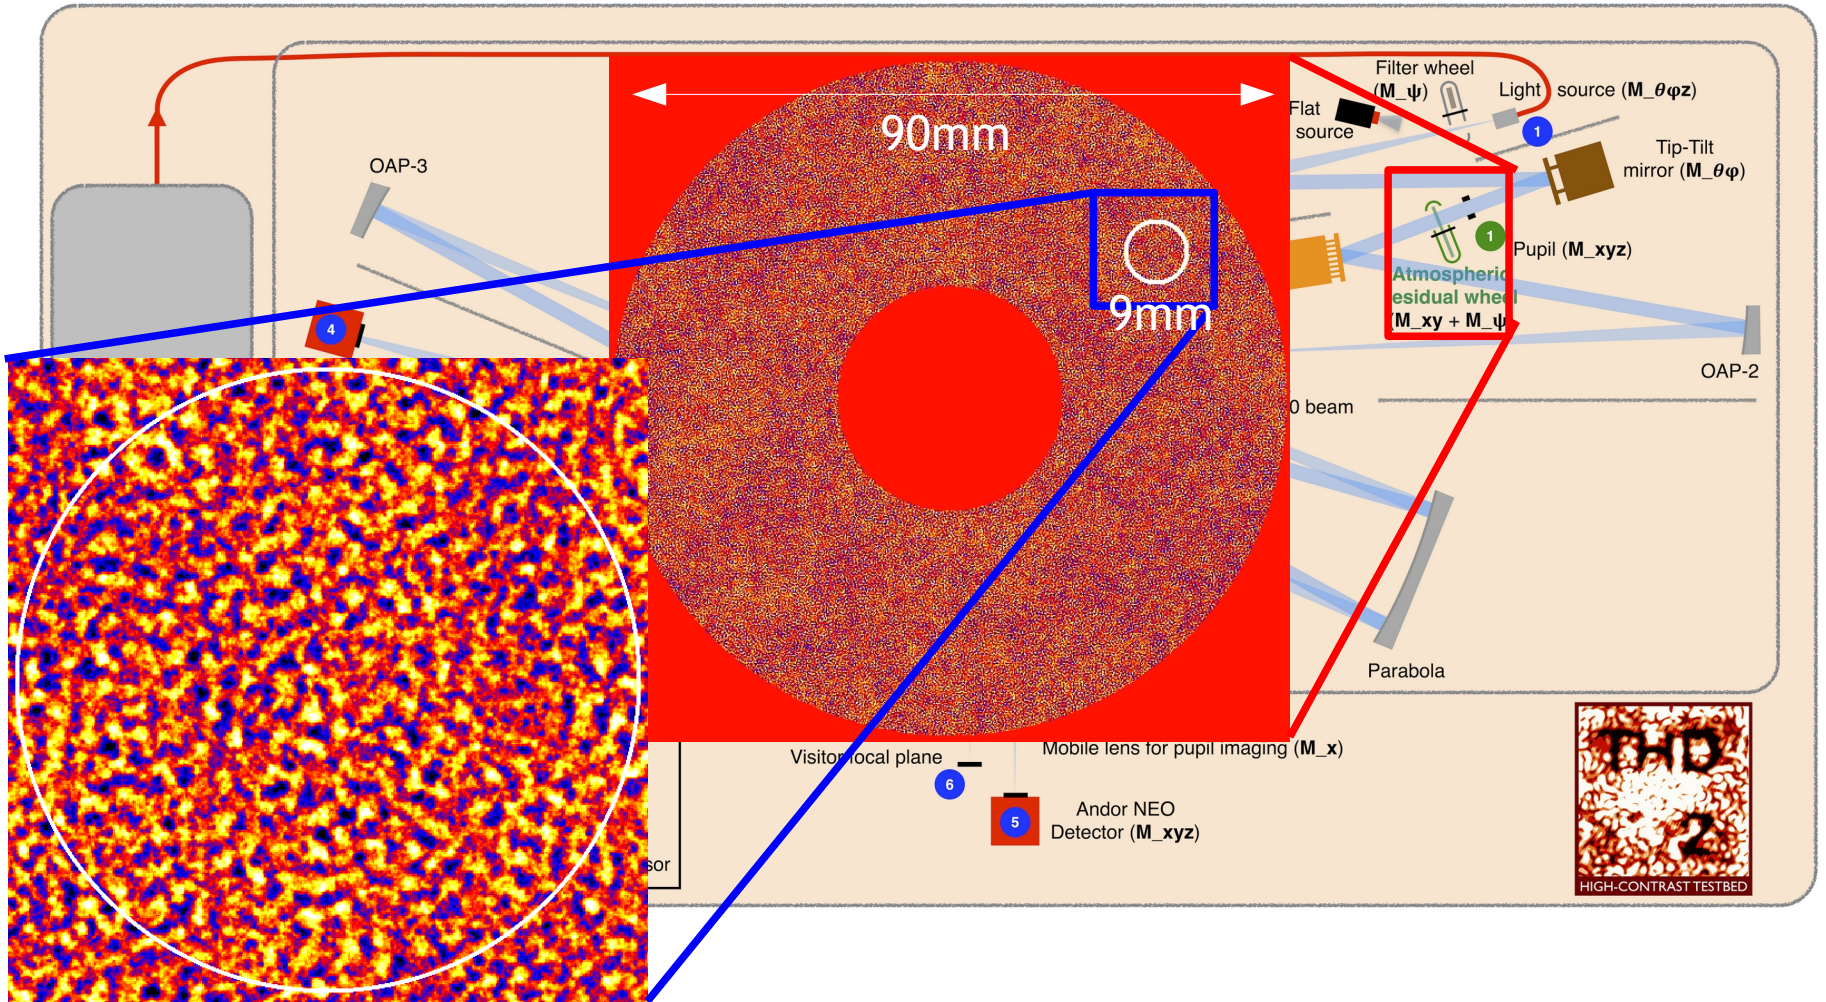 Filter wheel
(M_ψ)
Light source (M_θφz)
Flat
source
1
Tip-Tilt
mirror (M_θφ)
OAP-3
90mm
1
Pupil (M_xyz)
Atmospheric
esidual wheel
(M_xy + M_ψ
9mm
4
OAP-2
0 beam
Parabola
Visitor focal plane
Mobile lens for pupil imaging (M_x)
6
Andor NEO
Detector (M_xyz)
5
sor
THD
2
HIGH-CONTRAST TESTBED